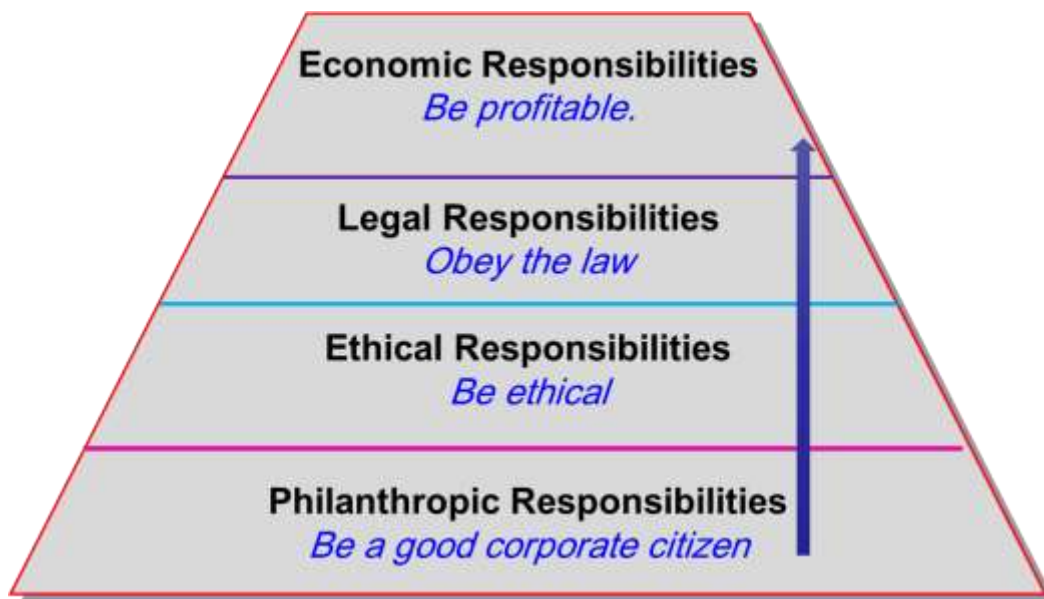 Economic Responsibilities
Be profitable.
Legal Responsibilities
Obey the law
Ethical Responsibilities
Be ethical
Philanthropic Responsibilities
Be a good corporate citizen